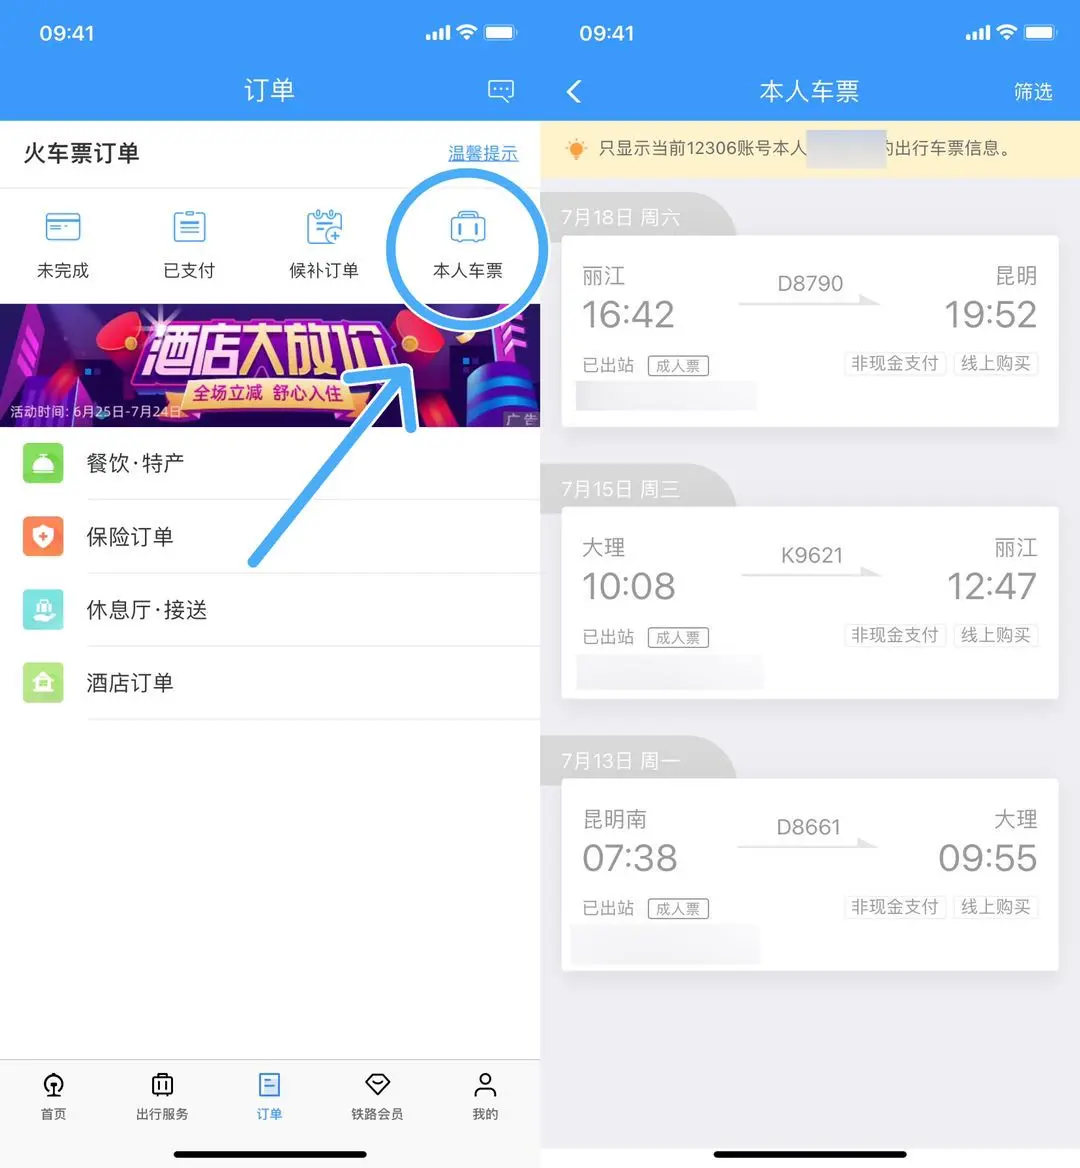 09:41
订单
火车票订单
温馨提示
未完成
已支付
候补订单
本人车票
酒店大放价
全场立减 舒心入住
活动时间: 6月25日-7月24日
广告
餐饮·特产
保险订单
休息厅·接送
酒店订单
首页
出行服务
订单
铁路会员
我的
09:41
本人车票
筛选
只显示当前12306账号本人
的出行车票信息。
7月18日 周六
丽江
D8790
昆明
16:42
19:52
已出站
成人票
非现金支付
线上购买
7月15日 周三
大理
K9621
丽江
10:08
12:47
已出站
成人票
非现金支付
线上购买
7月13日 周一
昆明南
D8661
大理
07:38
09:55
已出站
成人票
非现金支付
线上购买